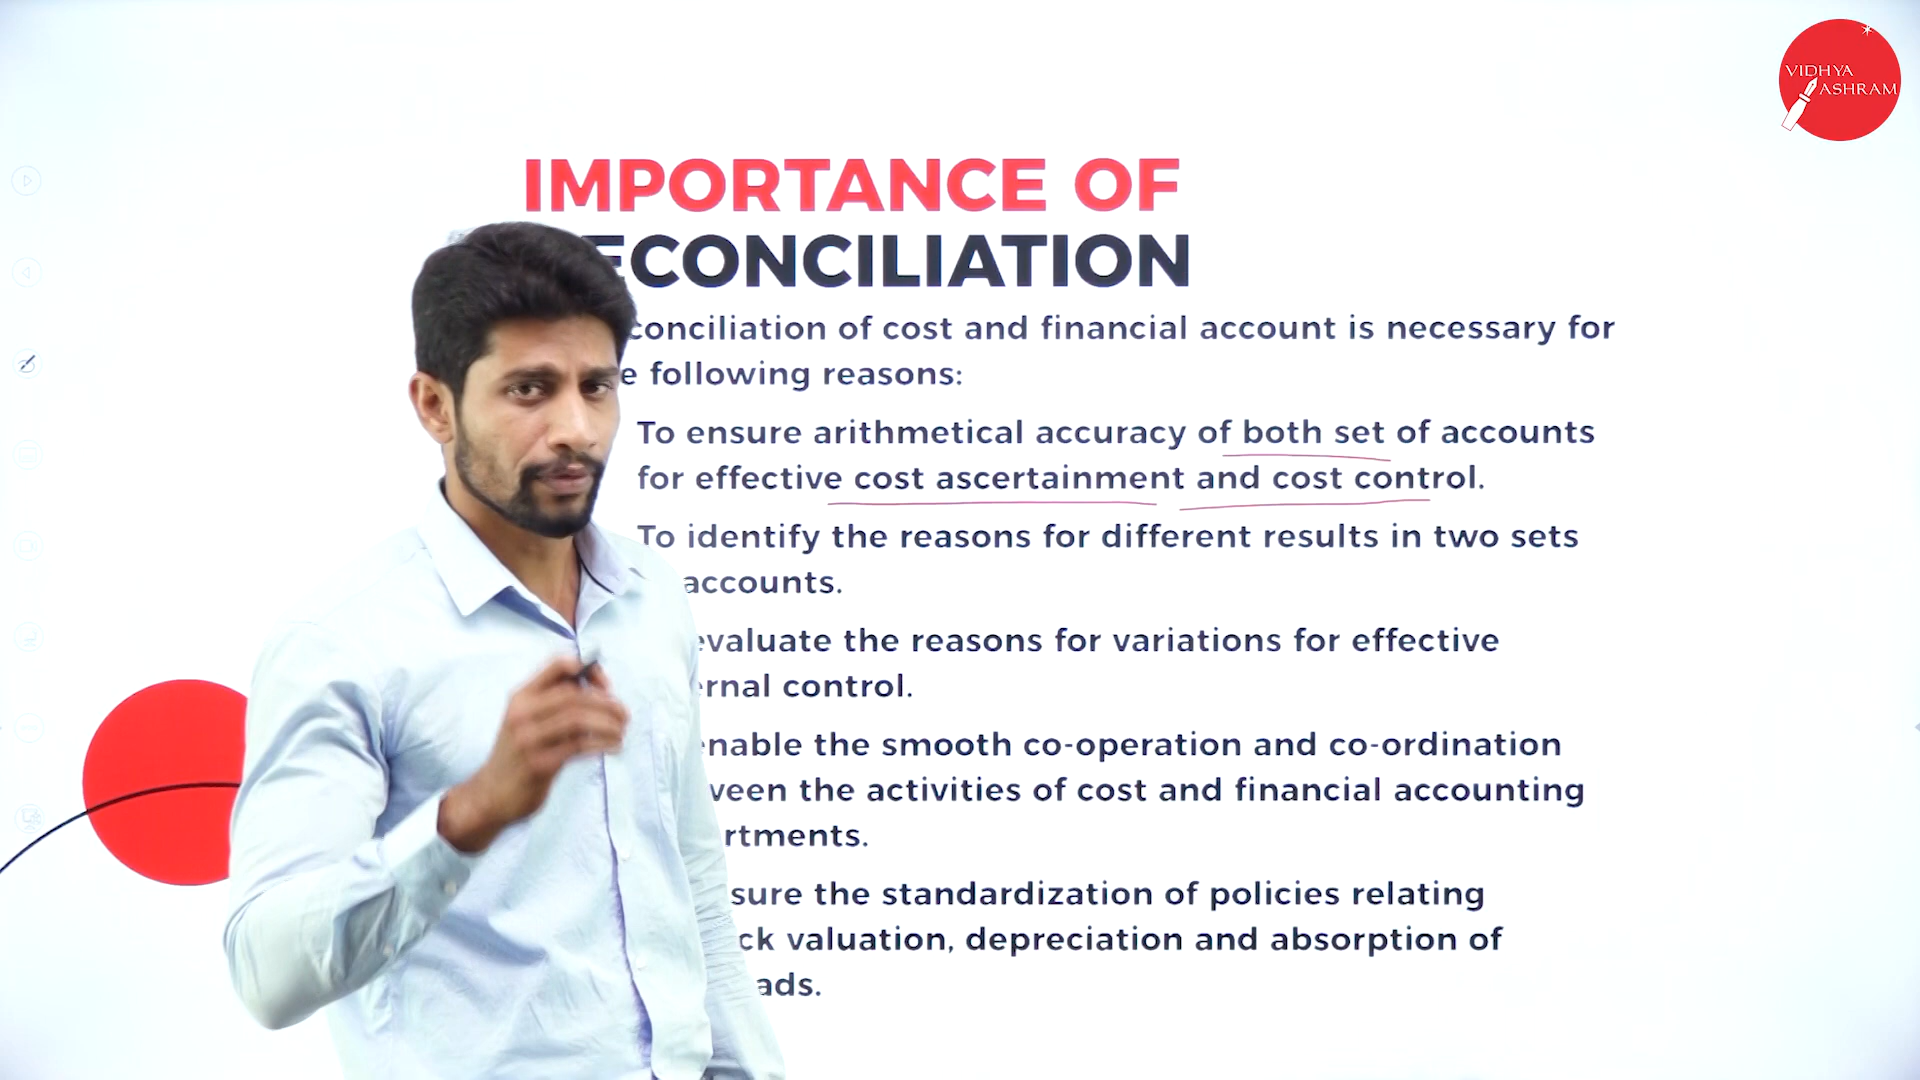 VIDHYA
ASHRAM
IMPORTANCE OF
ECONCILIATION
conciliation of cost and financial account is necessary for
e following reasons:
To ensure arithmetical accuracy of both set of accounts
for effective cost ascertainment and cost control.
To identify the reasons for different results in two sets
accounts.
evaluate the reasons for variations for effective
ernal control.
enable the smooth co-operation and co-ordination
ween the activities of cost and financial accounting
rtments.
sure the standardization of policies relating
ck valuation, depreciation and absorption of
ads.